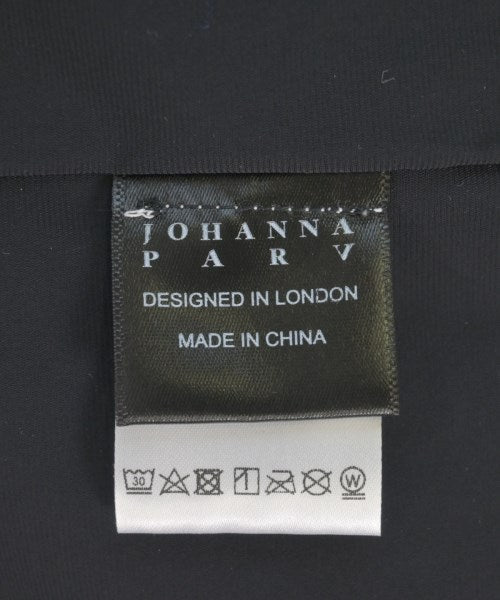 JOHANNA
PARV
DESIGNED IN LONDON
MADE IN CHINA
30 W